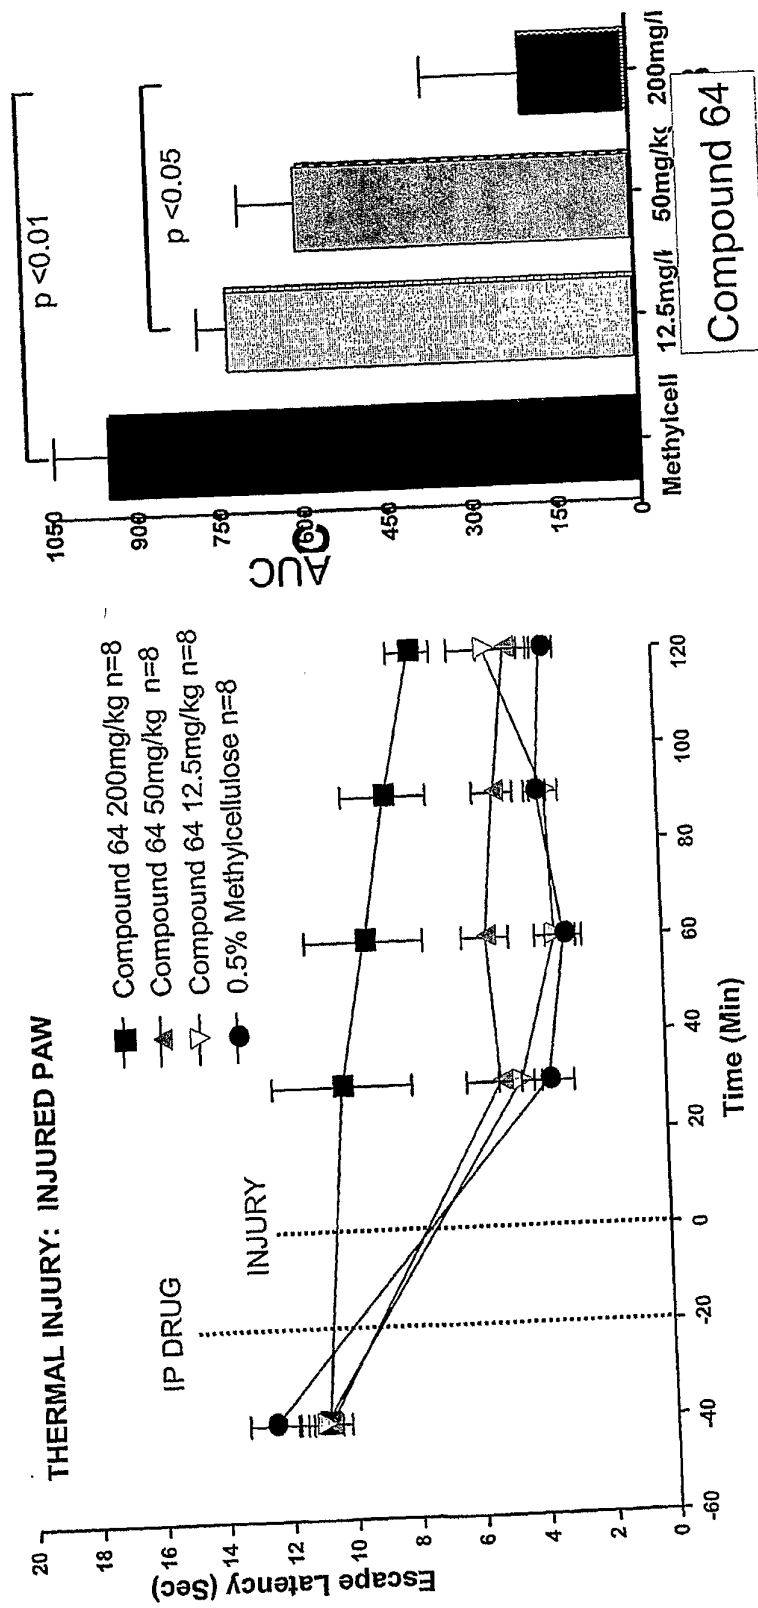 THERMAL INJURY: INJURED PAW
Compound 64 200mg/kg n=8
Compound 64 50mg/kg n=8
Compound 64 12.5mg/kg n=8
0.5% Methylcellulose n=8
IP DRUG
INJURY
Escape Latency (Sec)
20
18
16
14
12
10
8
6
4
2
0
-60
-40
-20
0
20
40
60
80
100
120
Time (Min)
p <0.01
p <0.05
AUC
1050
900
750
600
450
300
150
0
Methylcell
12.5mg/l
50mg/kg
200mg/l
Compound 64